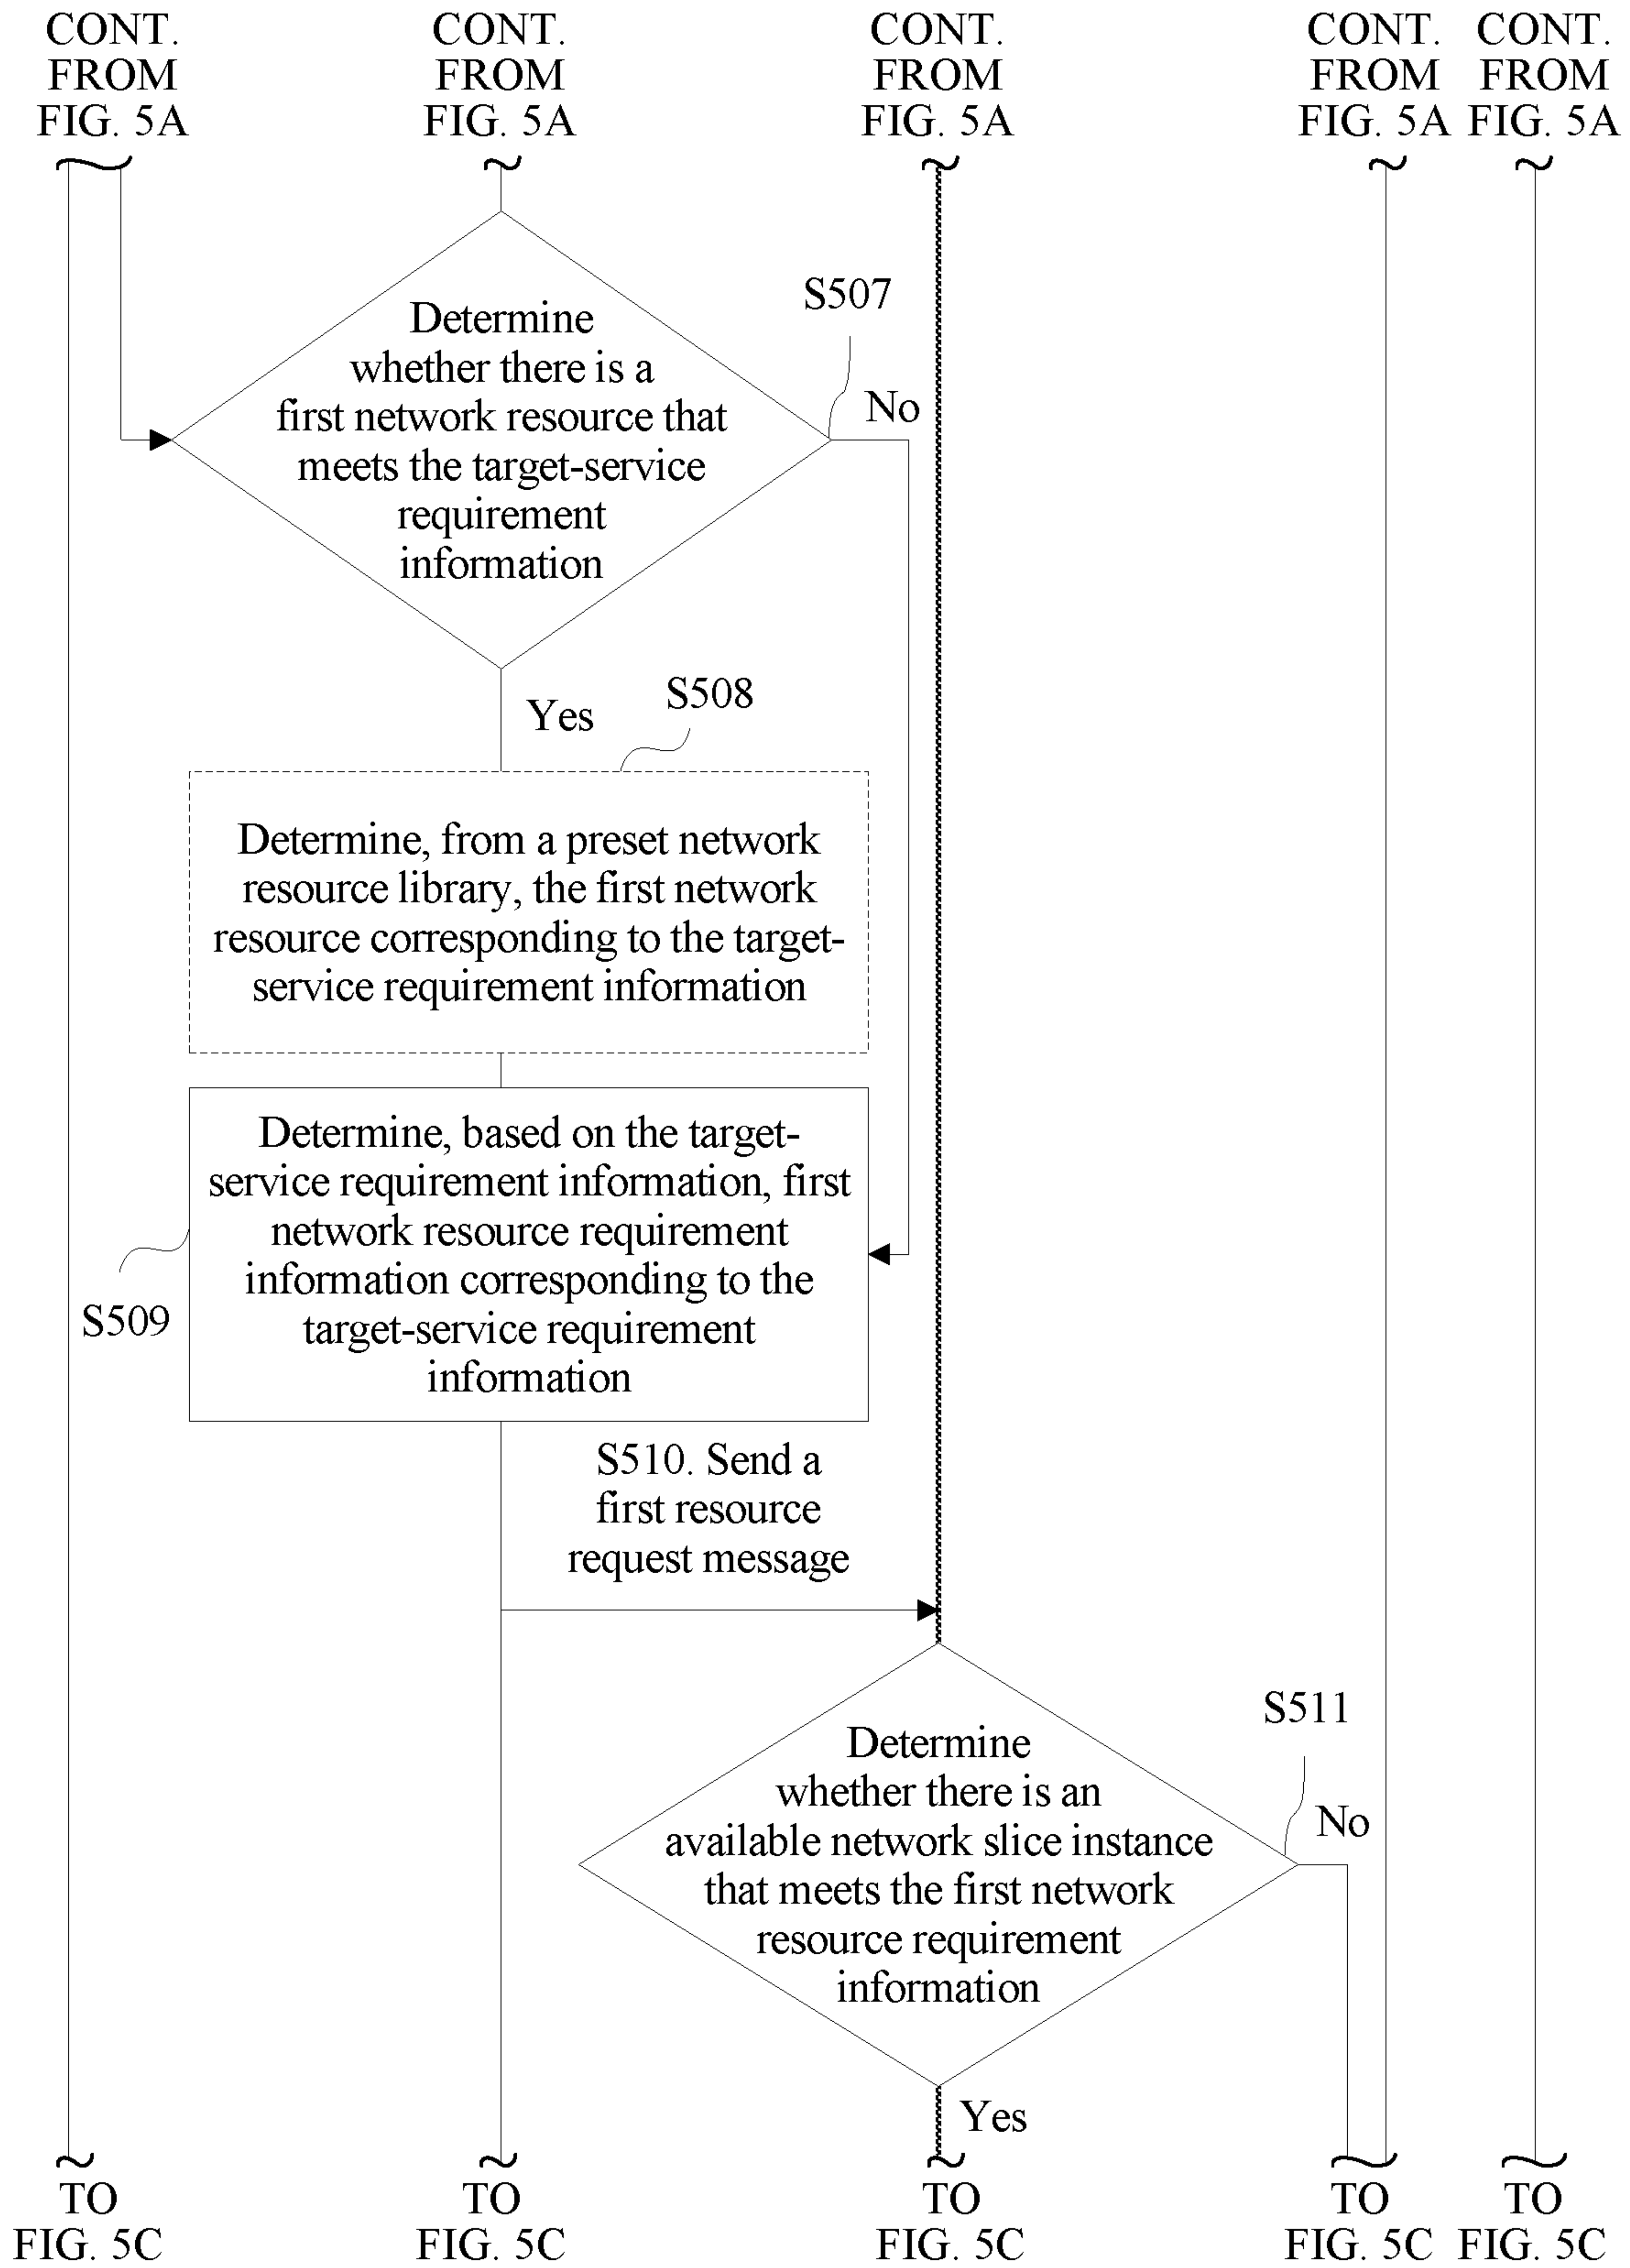 CONT.
FROM
FIG. 5A
CONT.
FROM
FIG. 5A
CONT.
FROM
FIG. 5A
CONT.
FROM
FIG. 5A
CONT.
FROM
FIG. 5A
S507
No
Determine
whether there is a
first network resource that
meets the target-service
requirement
information
Yes
S508
Determine, from a preset network
resource library, the first network
resource corresponding to the target-
service requirement information
Determine, based on the target-
service requirement information, first
network resource requirement
information corresponding to the
target-service requirement
information
S509
S510. Send a
first resource
request message
S511
No
Determine
whether there is an
available network slice instance
that meets the first network
resource requirement
information
Yes
TO
FIG. 5C
TO
FIG. 5C
TO
FIG. 5C
TO
FIG. 5C
TO
FIG. 5C